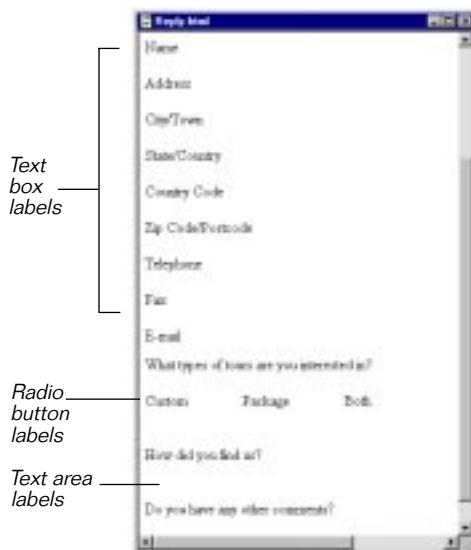 Reply html
Name
Address
City/Town
State/Country
Country Code
Zip Code/Postcode
Telephone
Fax
E-mail
What types of tours are you interested in?
Custom Package Both
How did you find us?
Do you have any other comments?
Text
box
labels
Radio
button
labels
Text area
labels